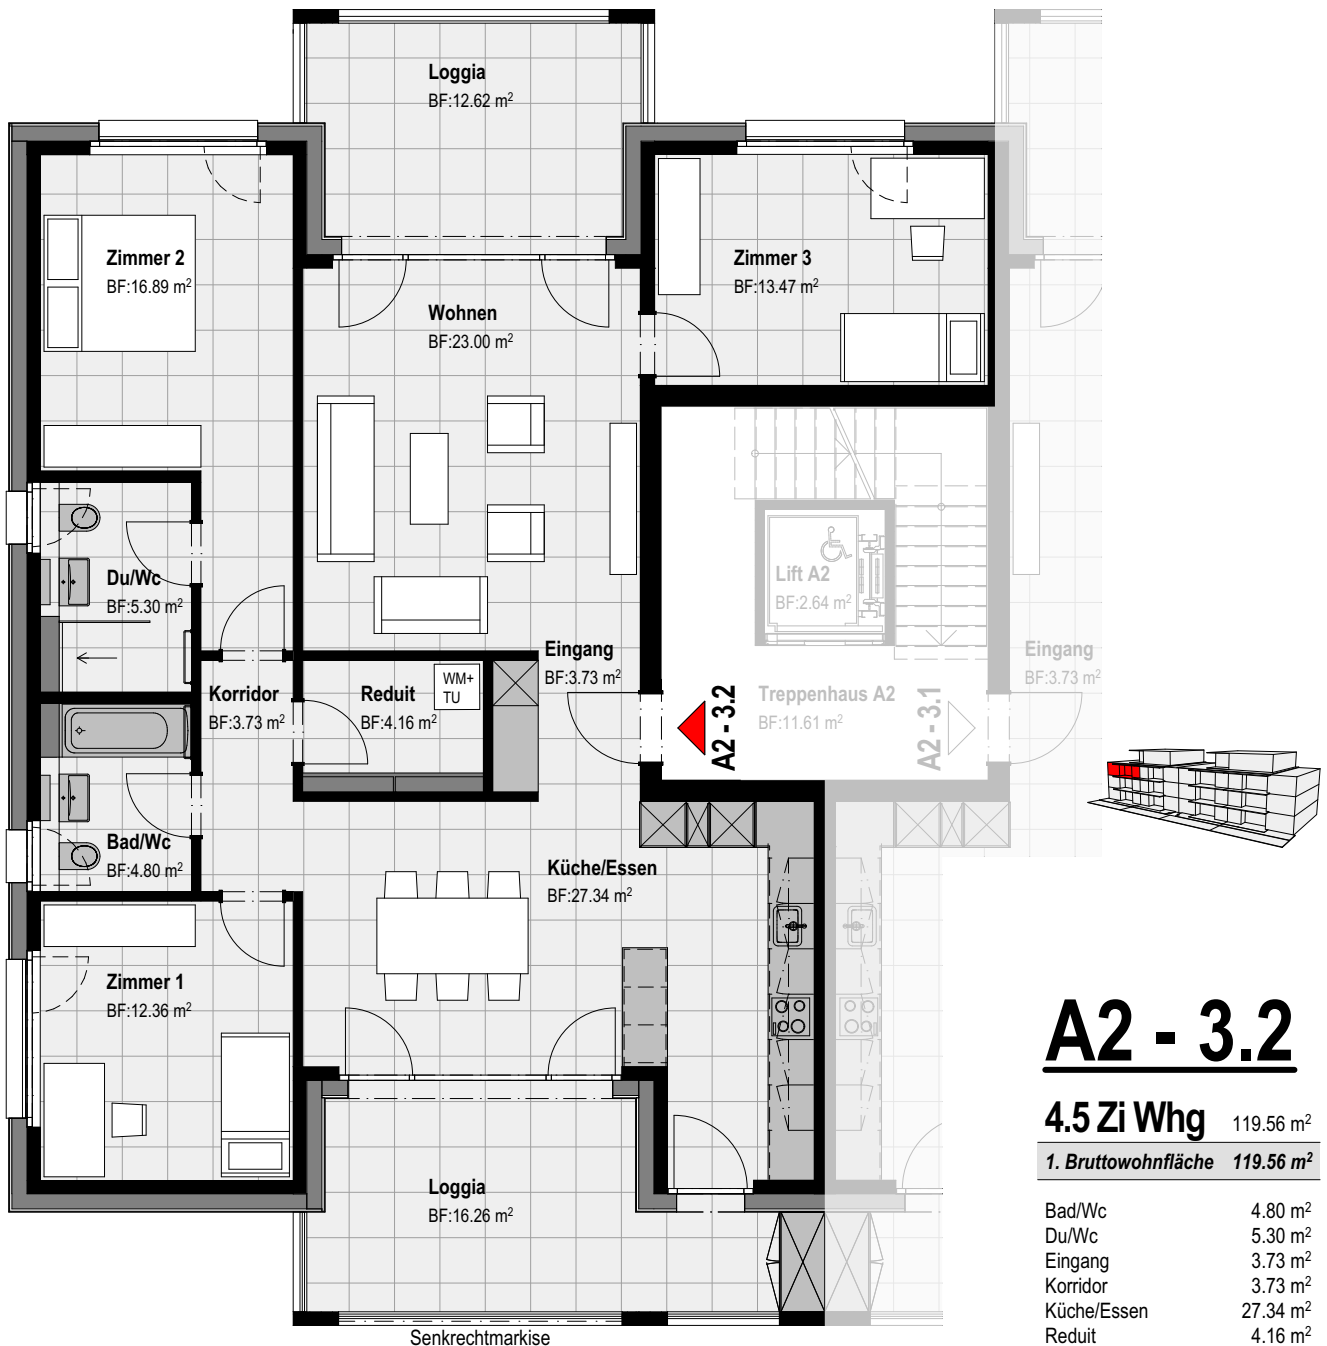 Loggia
BF:12.62 m²
Zimmer 2
BF:16.89 m²
Zimmer 3
BF:13.47 m²
Wohnen
BF:23.00 m²
Du/Wc
BF:5.30 m²
Lift A2
BF:2.64 m²
Eingang
BF:3.73 m²
Eingang
BF:3.73 m²
Korridor
BF:3.73 m²
Reduit
BF:4.16 m²
WM+
TU
A2 - 3.2
Treppenhaus A2
BF:11.61 m²
A2 - 3.1
Bad/Wc
BF:4.80 m²
Küche/Essen
BF:27.34 m²
Zimmer 1
BF:12.36 m²
Loggia
BF:16.26 m²
Senkrechtmarkise
A2 - 3.2
4.5 Zi Whg 119.56 m²
1. Bruttowohnfläche 119.56 m²
Bad/Wc 4.80 m²
Du/Wc 5.30 m²
Eingang 3.73 m²
Korridor 3.73 m²
Küche/Essen 27.34 m²
Reduit 4.16 m²